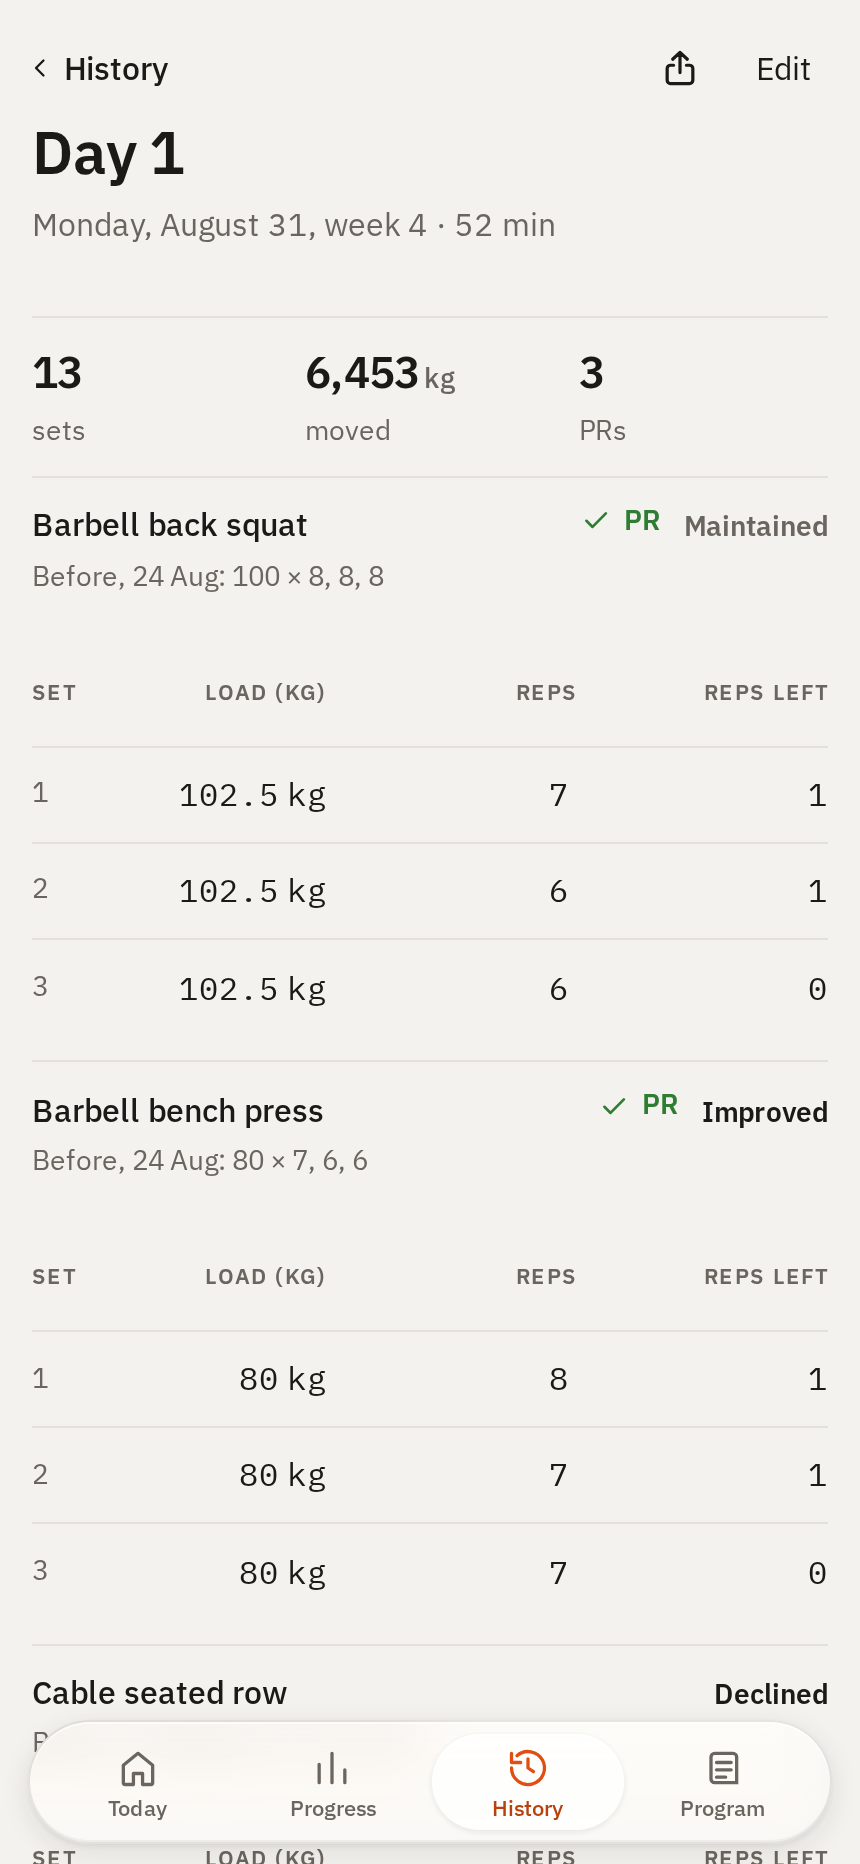 History
Edit
Day 1
Monday, August 31, week 4 · 52 min
13 6,453 kg 3
sets moved PRs
Barbell back squat PR Maintained
Before, 24 Aug: 100 × 8, 8, 8
SET LOAD (KG) REPS REPS LEFT
1 102.5 kg 7 1
2 102.5 kg 6 1
3 102.5 kg 6 0
Barbell bench press PR Improved
Before, 24 Aug: 80 × 7, 6, 6
SET LOAD (KG) REPS REPS LEFT
1 80 kg 8 1
2 80 kg 7 1
3 80 kg 7 0
Cable seated row Declined
Today Progress History Program
SET LOAD (KG) REPS REPS LEFT